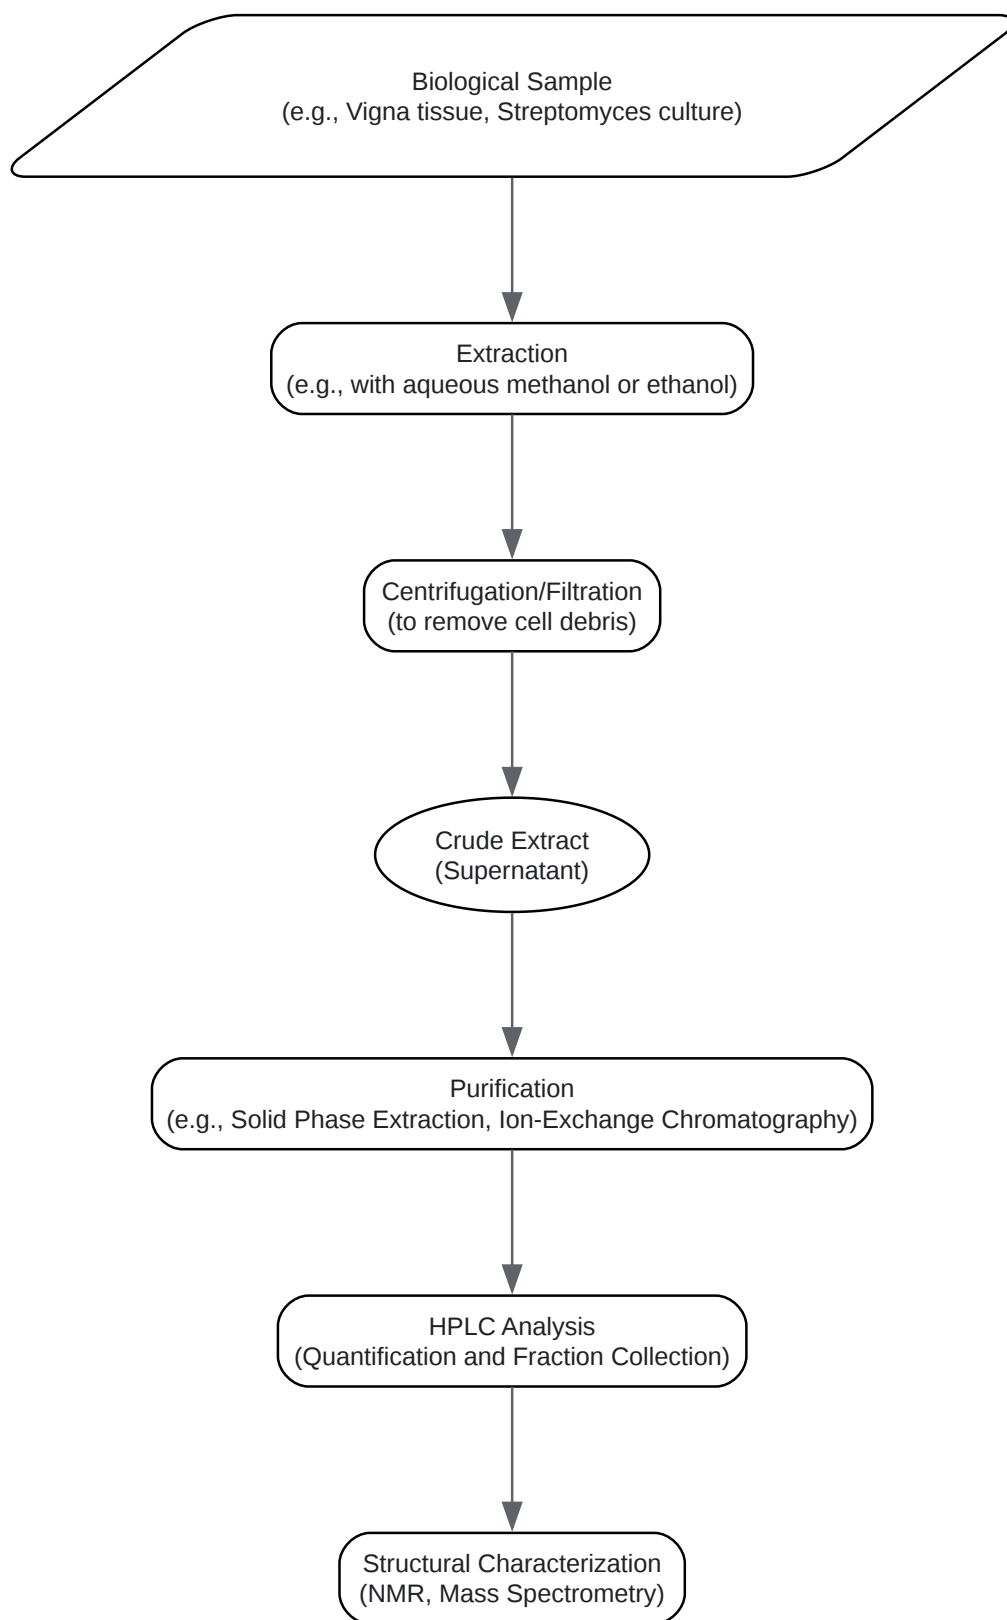 Biological Sample
(e.g., Vigna tissue, Streptomyces culture)
Extraction
(e.g., with aqueous methanol or ethanol)
Centrifugation/Filtration
(to remove cell debris)
Crude Extract
(Supernatant)
Purification
(e.g., Solid Phase Extraction, Ion-Exchange Chromatography)
HPLC Analysis
(Quantification and Fraction Collection)
Structural Characterization
(NMR, Mass Spectrometry)